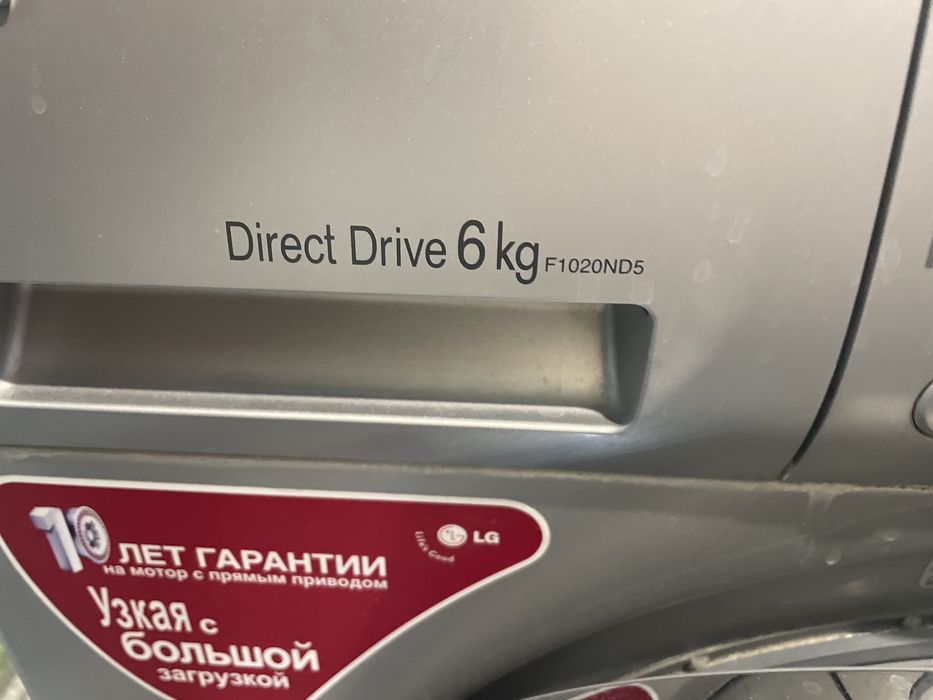 Direct Drive 6 kg F1020ND5
10 ЛЕТ ГАРАНТИИ
на мотор с прямым приводом
LG
Life's Good
Узкая с
большой
загрузкой